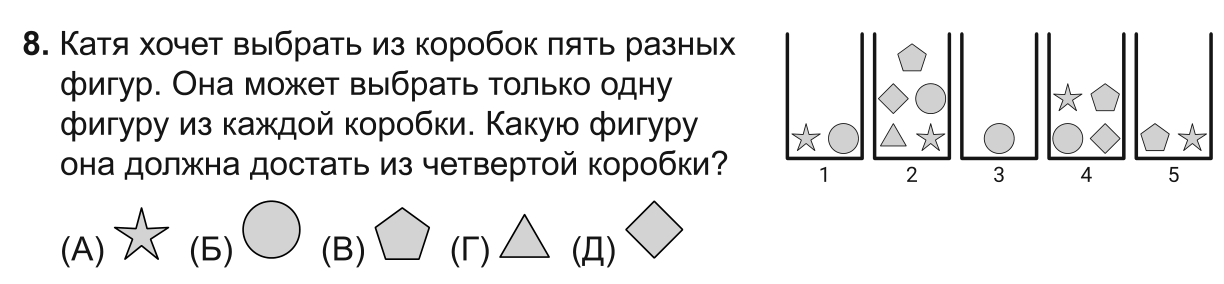 8. Катя хочет выбрать из коробок пять разных
фигур. Она может выбрать только одну
фигуру из каждой коробки. Какую фигуру
она должна достать из четвертой коробки?
1 2 3 4 5
(А) (Б) (В) (Г) (Д)